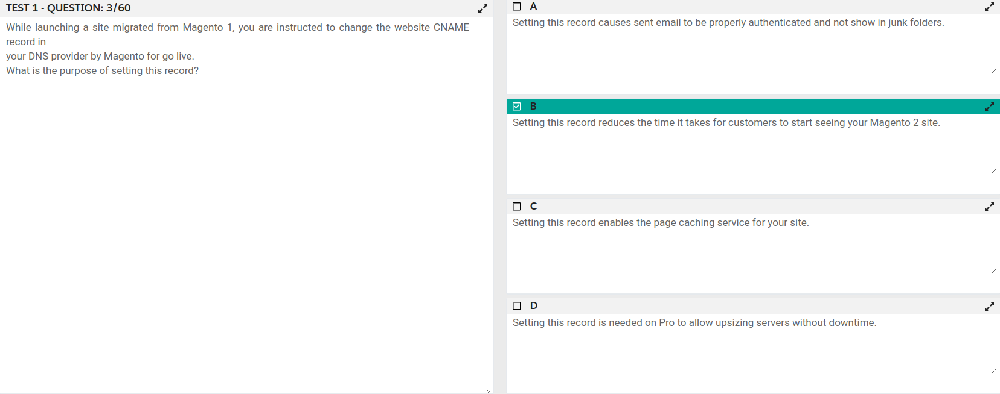 TEST 1 - QUESTION: 3/60
While launching a site migrated from Magento 1, you are instructed to change the website CNAME
record in
your DNS provider by Magento for go live.
What is the purpose of setting this record?
A
Setting this record causes sent email to be properly authenticated and not show in junk folders.
B
Setting this record reduces the time it takes for customers to start seeing your Magento 2 site.
C
Setting this record enables the page caching service for your site.
D
Setting this record is needed on Pro to allow upsizing servers without downtime.